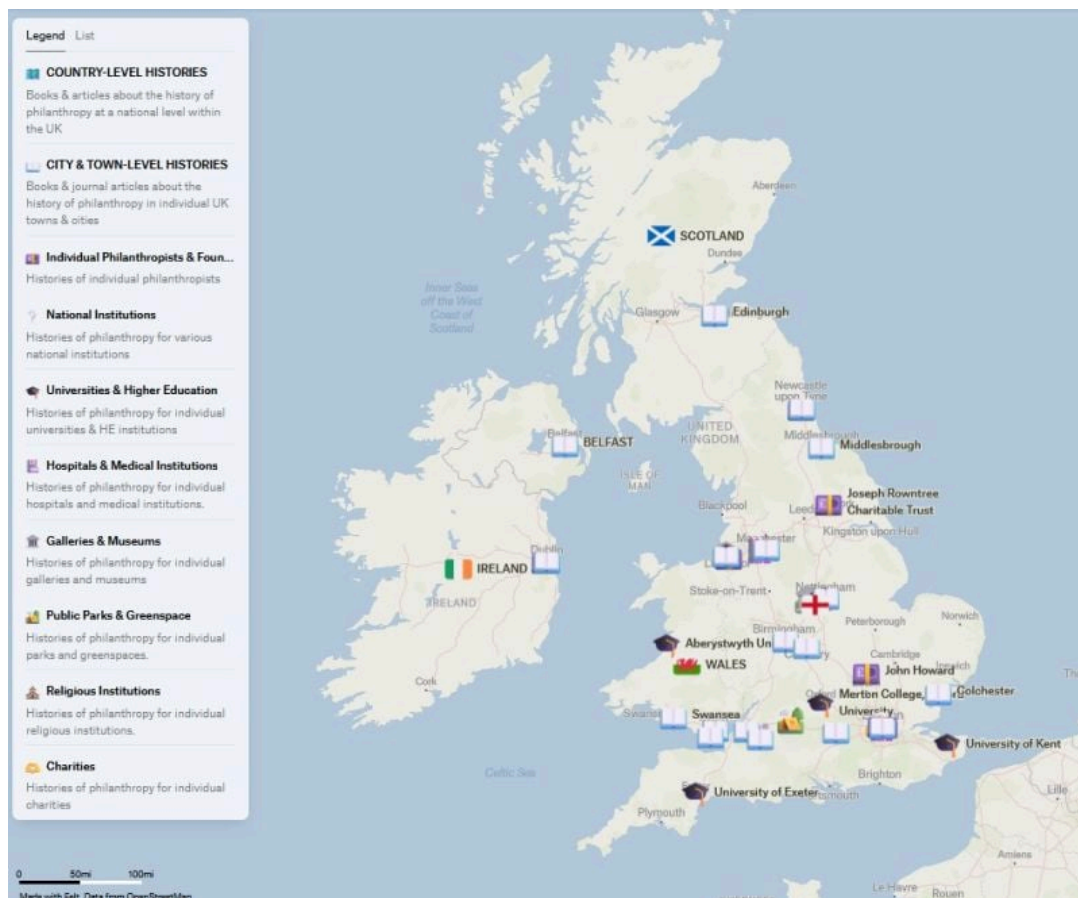 Legend List
COUNTRY-LEVEL HISTORIES
Books & articles about the history of
philanthropy at a national level within
the UK
CITY & TOWN-LEVEL HISTORIES
Books & journal articles about the
history of philanthropy in individual UK
towns & cities
Individual Philanthropists & Foun...
Histories of individual philanthropists
National Institutions
Histories of philanthropy for various
national institutions
Universities & Higher Education
Histories of philanthropy for individual
universities & HE institutions
Hospitals & Medical Institutions
Histories of philanthropy for individual
hospitals and medical institutions.
Galleries & Museums
Histories of philanthropy for individual
galleries and museums
Public Parks & Greenspace
Histories of philanthropy for individual
parks and greenspaces.
Religious Institutions
Histories of philanthropy for individual
religious institutions.
Charities
Histories of philanthropy for individual
charities
0 50mi 100mi
Made with Felt. Data from OpenStreetMap
Aberdeen
SCOTLAND
Dundee
Inner Seas
off the West
Coast of
Scotland
Glasgow
Edinburgh
Newcastle
upon Tyne
UNITED
KINGDOM
Middlesbrough
Middlesbrough
Belfast
BELFAST
ISLE OF
MAN
Blackpool
Joseph Rowntree
Charitable Trust
Kingston upon Hull
Dublin
IRELAND
IRELAND
Stoke-on-Trent
Nottingham
Norwich
Peterborough
Birmingham
Aberystwyth Un
WALES
Cambridge
John Howard
Cork
Merton College,
University
Colchester
Swansea
University of Kent
Celtic Sea
Brighton
University of Exeter
Plymouth
Lille
Amiens
Le Havre
Rouen